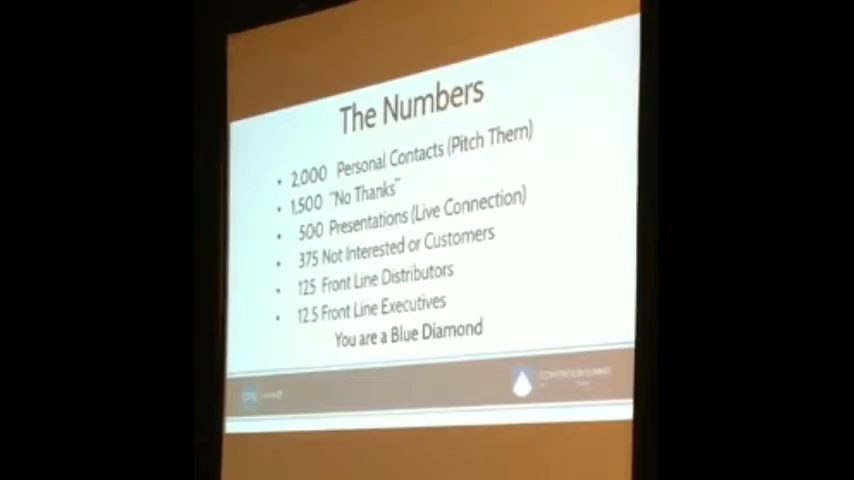 The Numbers
• 2,000 Personal Contacts (Pitch Them)
• 1,500 "No Thanks"
• 500 Presentations (Live Connection)
• 375 Not Interested or Customers
• 125 Front Line Distributors
• 12.5 Front Line Executives
You are a Blue Diamond